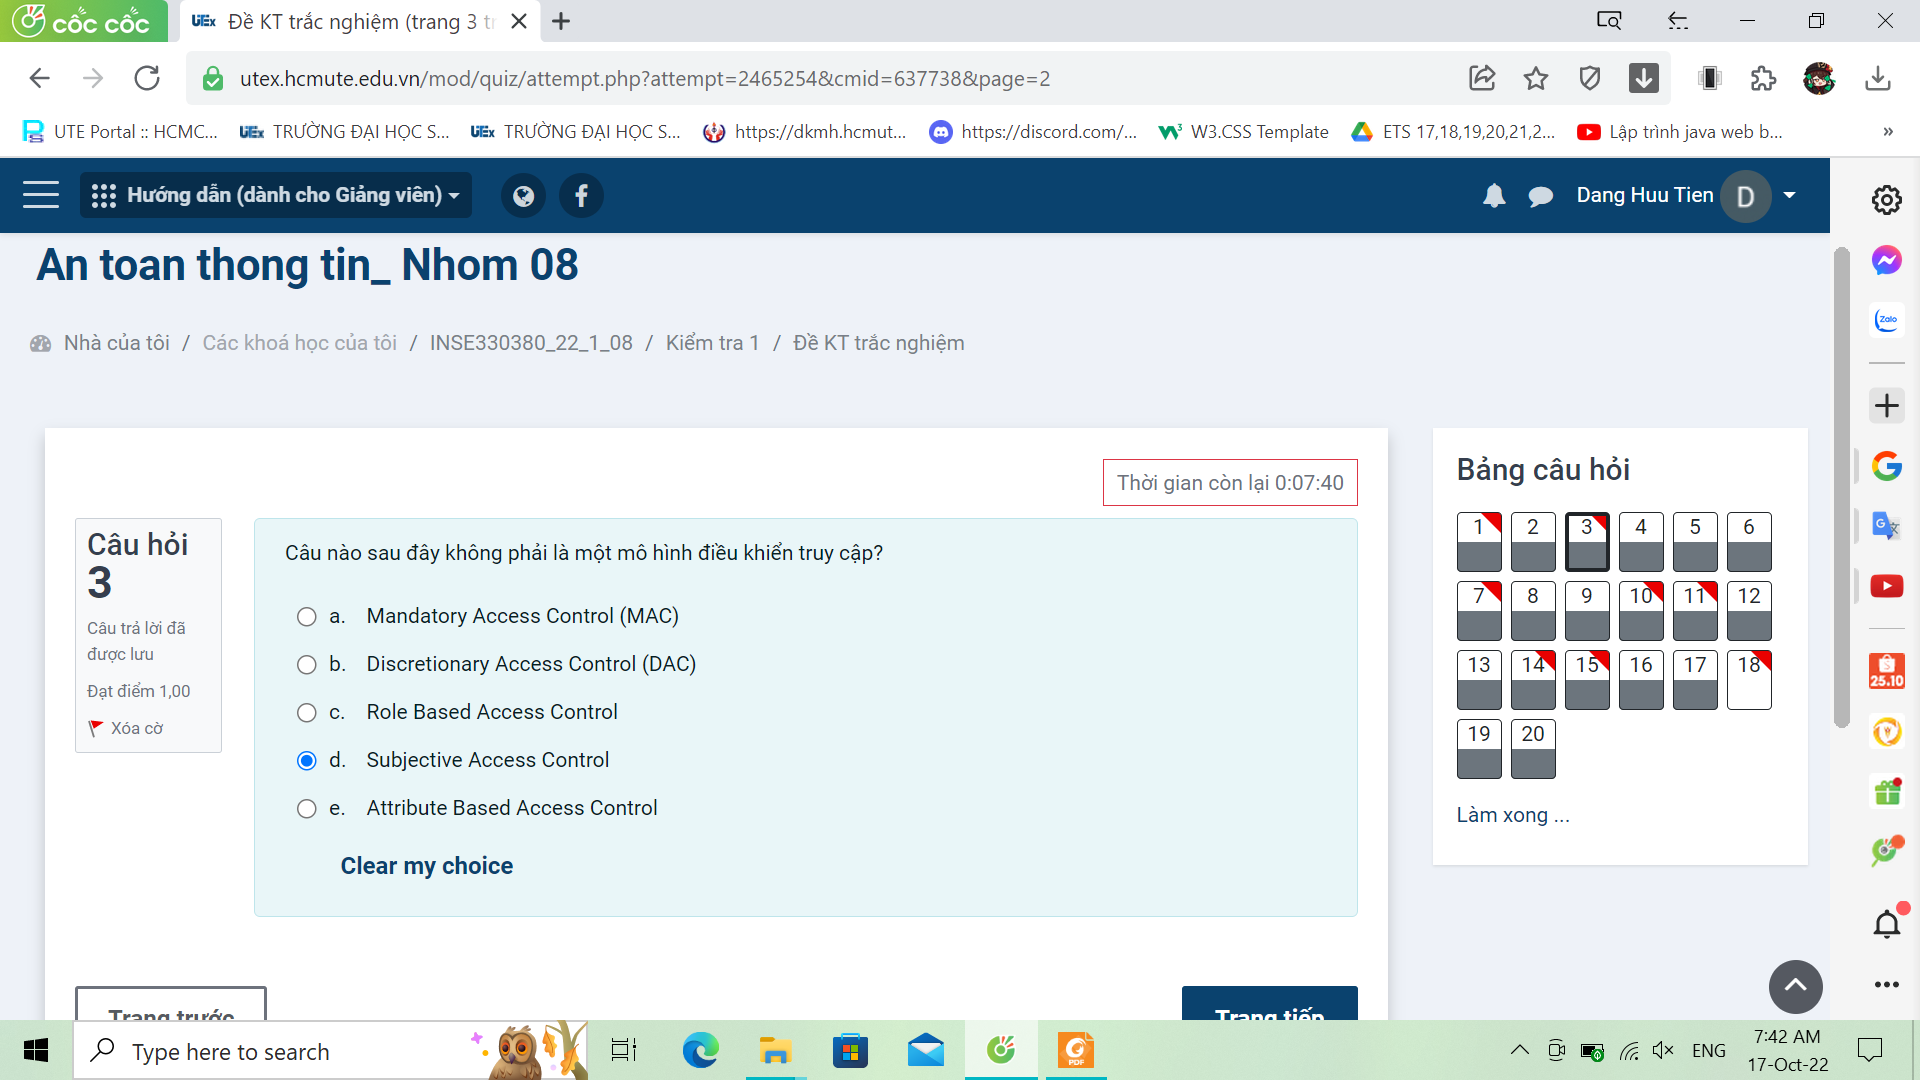 cốc cốc
UEx Đề KT trắc nghiệm (trang 3 tr
utex.hcmute.edu.vn/mod/quiz/attempt.php?attempt=2465254&cmid=637738&page=2
UTE Portal :: HCMC...
UEx TRƯỜNG ĐẠI HỌC S...
UEx TRƯỜNG ĐẠI HỌC S...
https://dkmh.hcmut...
https://discord.com/...
W3.CSS Template
ETS 17,18,19,20,21,2...
Lập trình java web b...
»
Hướng dẫn (dành cho Giảng viên)
Dang Huu Tien D
An toan thong tin_ Nhom 08
Nhà của tôi / Các khoá học của tôi / INSE330380_22_1_08 / Kiểm tra 1 / Đề KT trắc nghiệm
Thời gian còn lại 0:07:40
Câu hỏi
3
Câu trả lời đã
được lưu
Đạt điểm 1,00
Xóa cờ
Câu nào sau đây không phải là một mô hình điều khiển truy cập?
a. Mandatory Access Control (MAC)
b. Discretionary Access Control (DAC)
c. Role Based Access Control
d. Subjective Access Control
e. Attribute Based Access Control
Clear my choice
Trang trước
Trang tiếp
Bảng câu hỏi
1 2 3 4 5 6
7 8 9 10 11 12
13 14 15 16 17 18
19 20
Làm xong ...
Zalo
25.10
Type here to search
PDF
ENG
7:42 AM
17-Oct-22